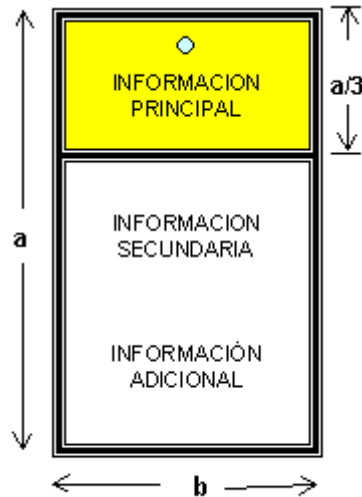 INFORMACION
PRINCIPAL
a/3
INFORMACION
SECUNDARIA
a
INFORMACIÓN
ADICIONAL
b